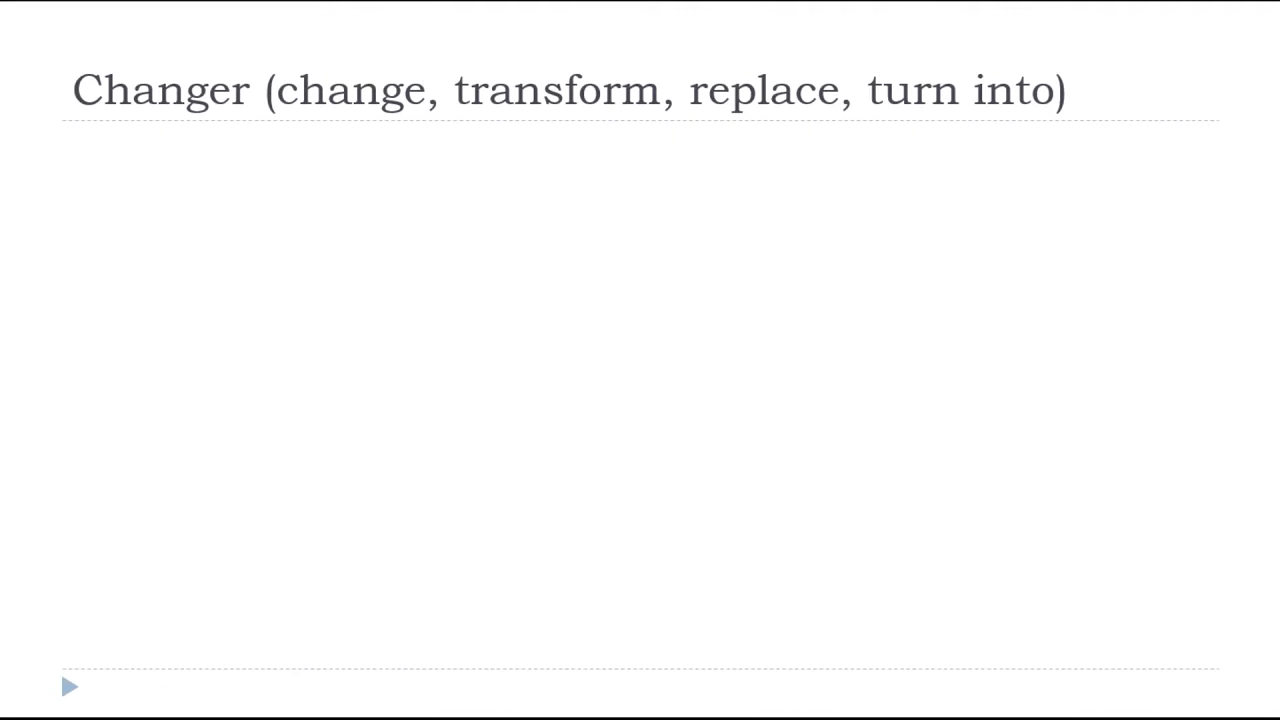 Changer (change, transform, replace, turn into)